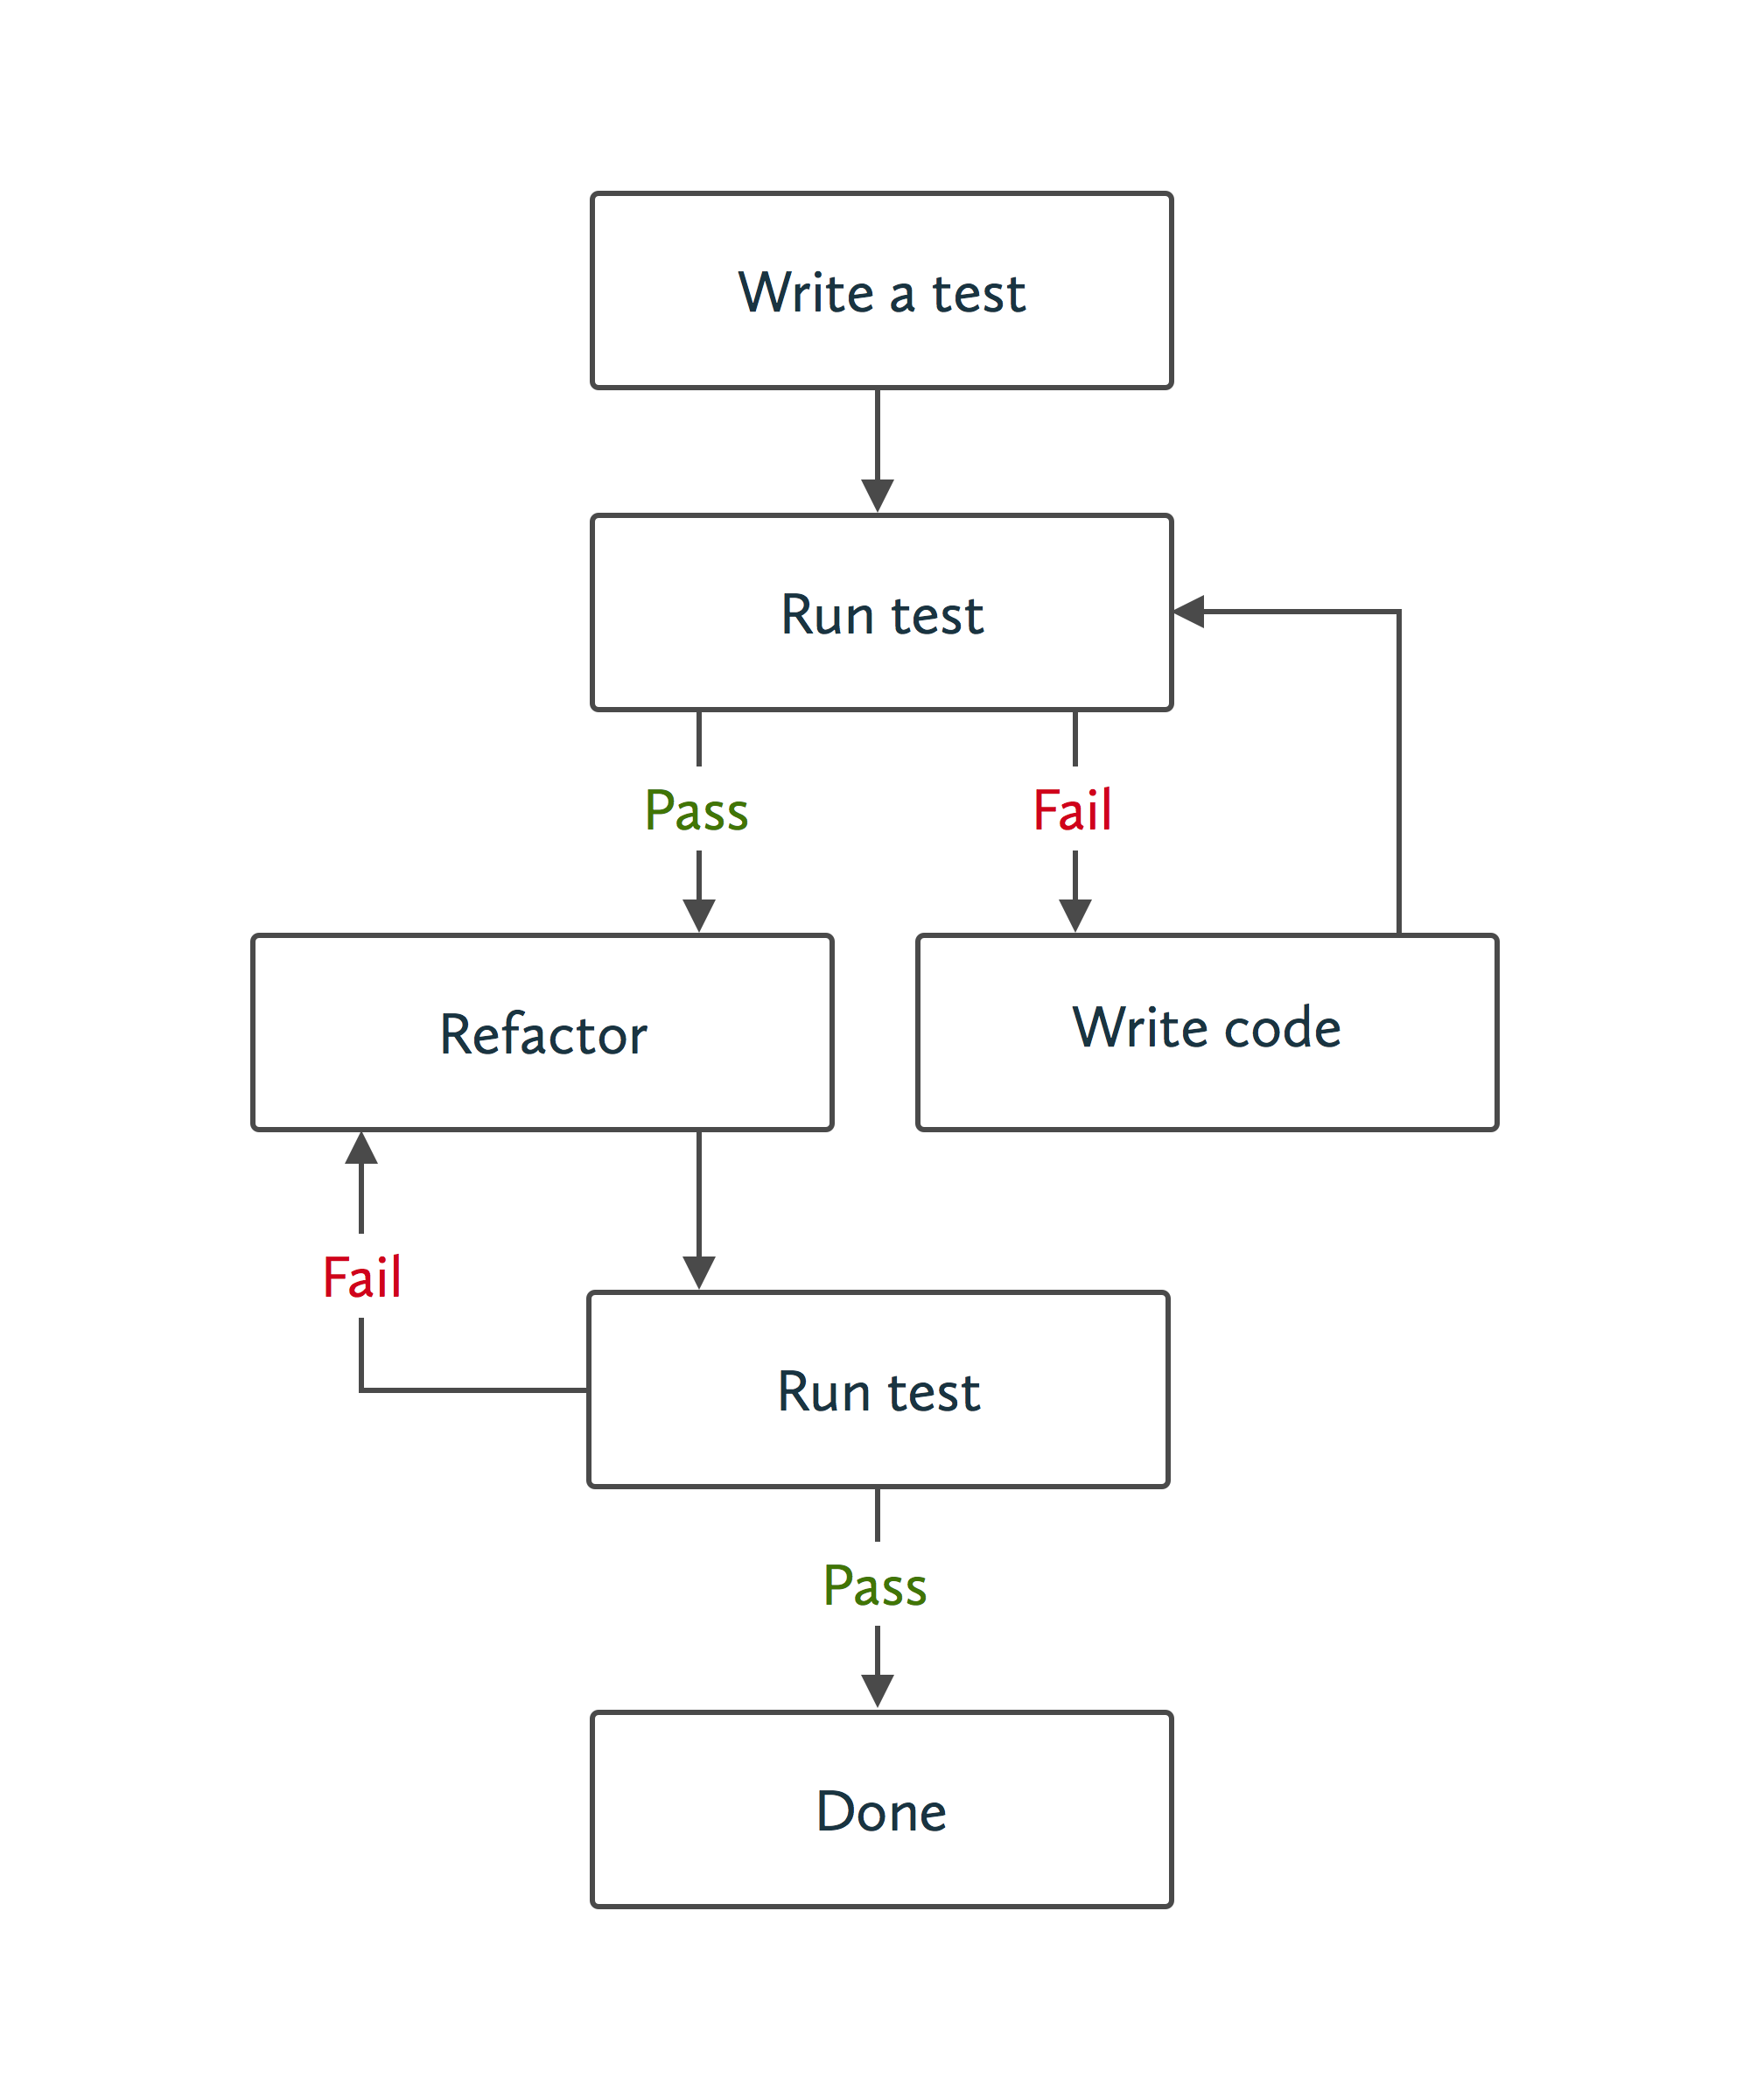 Write a test
Run test
Pass
Fail
Refactor
Write code
Fail
Run test
Pass
Done